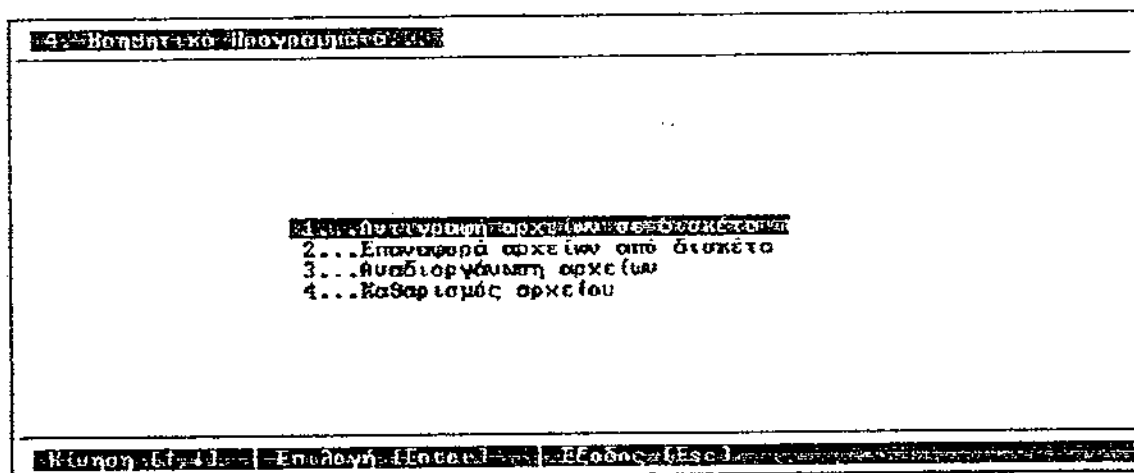 4. Βοηθητικά Προγράμματα
1...Αντιγραφή αρχείων σε δισκέτα
2...Επαναφορά αρχείων από δισκέτα
3...Αναδιοργάνωση αρχείων
4...Καθαρισμός αρχείου
Κίνηση [↑↓] | Επιλογή [Enter] | Εξοδος [Esc]